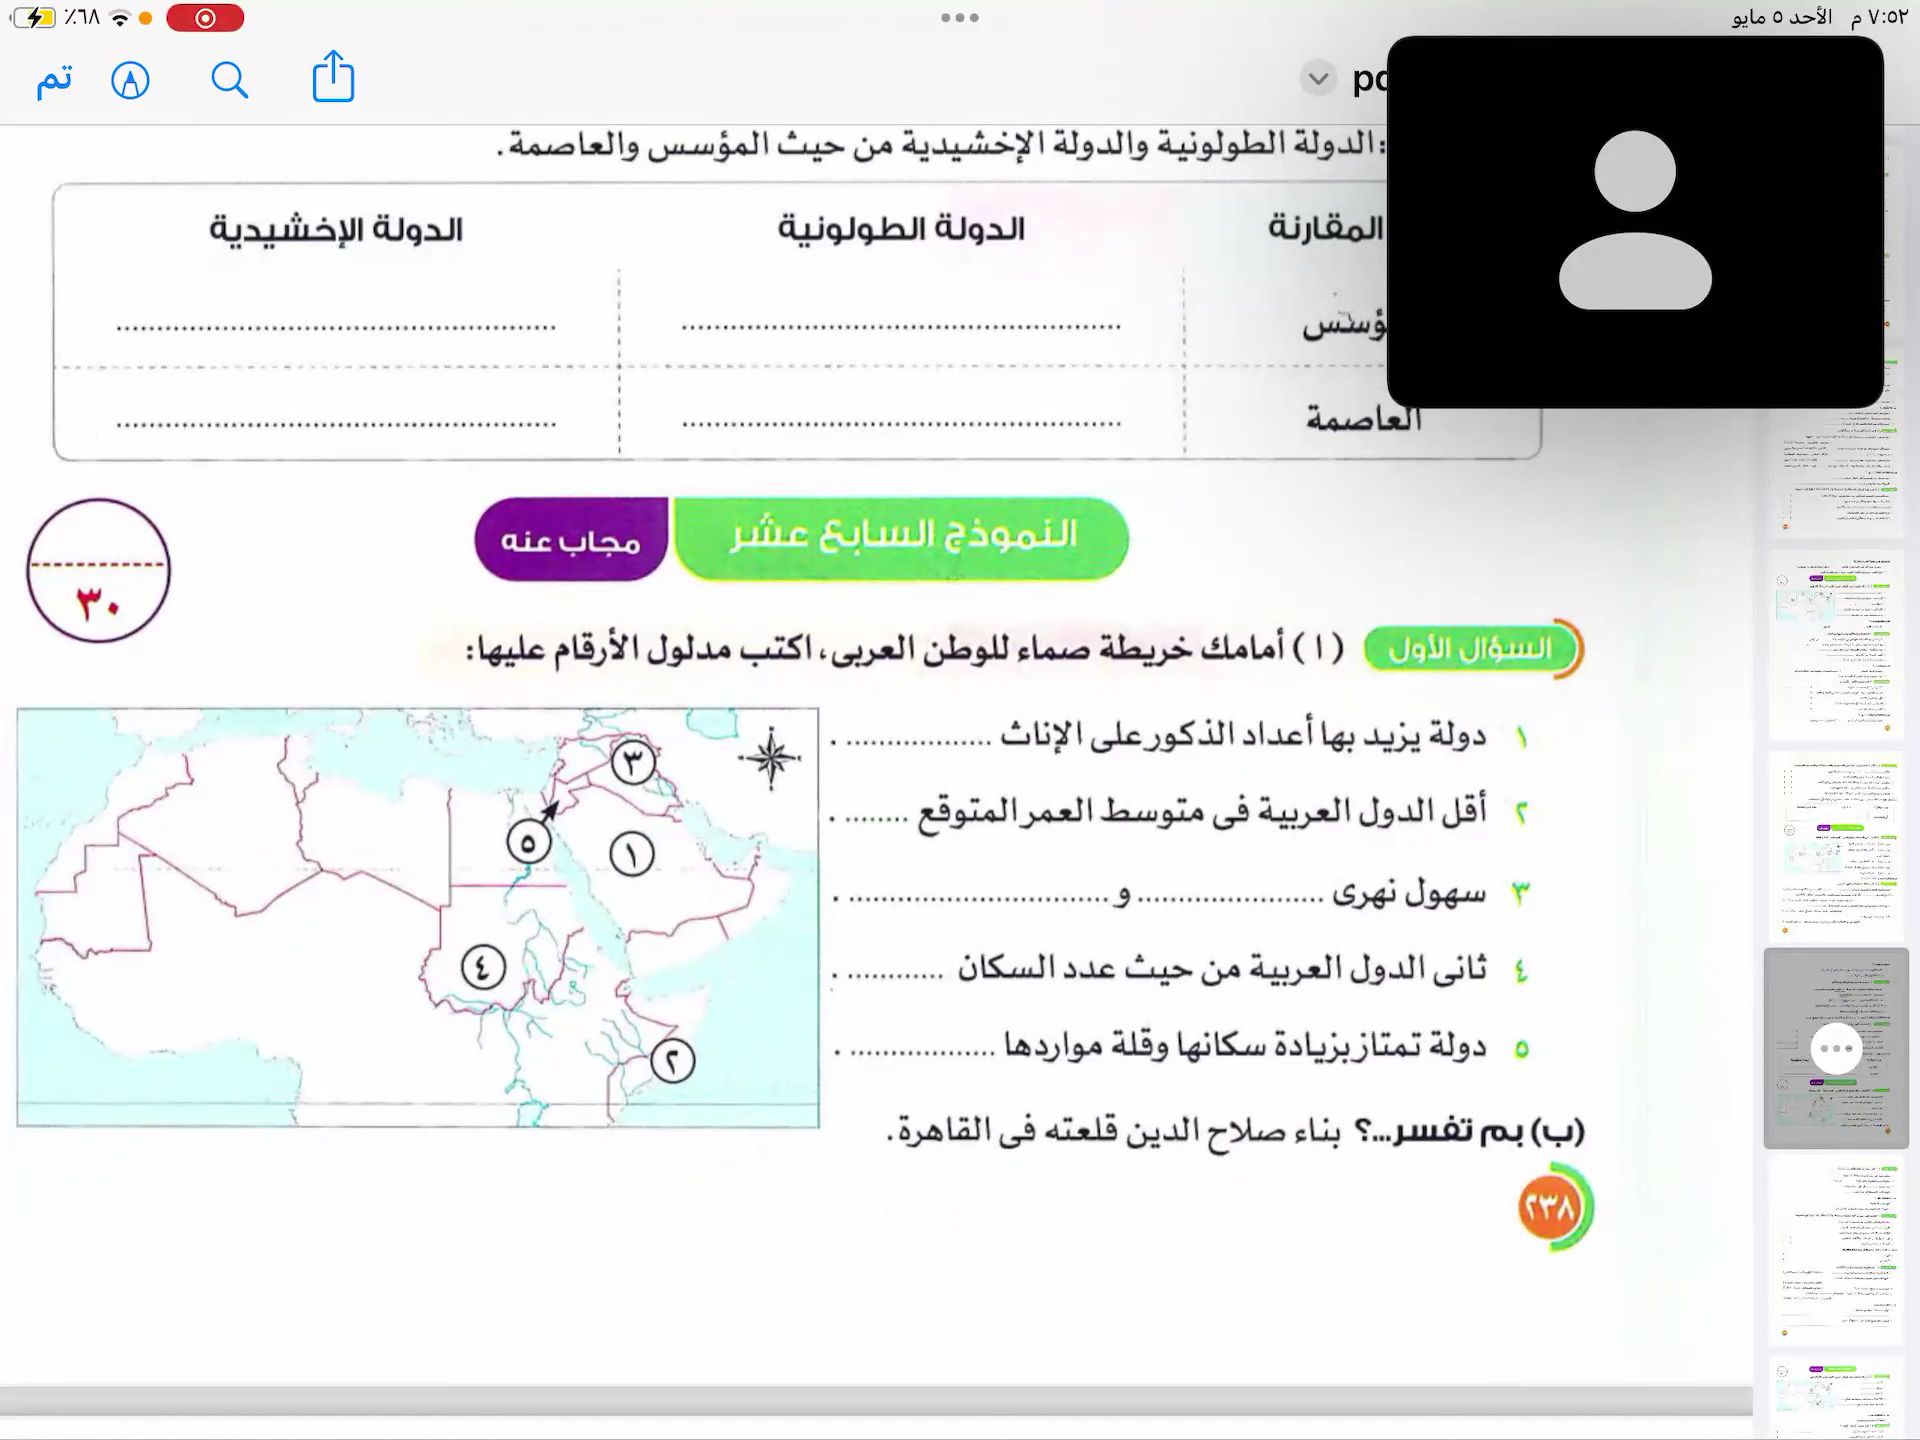 ٧:٥٢ م الأحد ٥ مايو
٪٦٨
تم
: الدولة الطولونية والدولة الإخشيدية من حيث المؤسس والعاصمة.
المقارنة الدولة الطولونية الدولة الإخشيدية
العاصمة
النموذج السابع عشر مجاب عنه
٣٠
السؤال الأول (١) أمامك خريطة صماء للوطن العربى، اكتب مدلول الأرقام عليها:
١ دولة يزيد بها أعداد الذكور على الإناث .................. .
٢ أقل الدول العربية فى متوسط العمر المتوقع ........ .
٣ سهول نهرى ....................... و ................................ .
٤ ثانى الدول العربية من حيث عدد السكان ............ .
٥ دولة تمتاز بزيادة سكانها وقلة مواردها .................. .
٣
٥
١
٤
٢
(ب) بم تفسر...؟ بناء صلاح الدين قلعته فى القاهرة.
٢٣٨